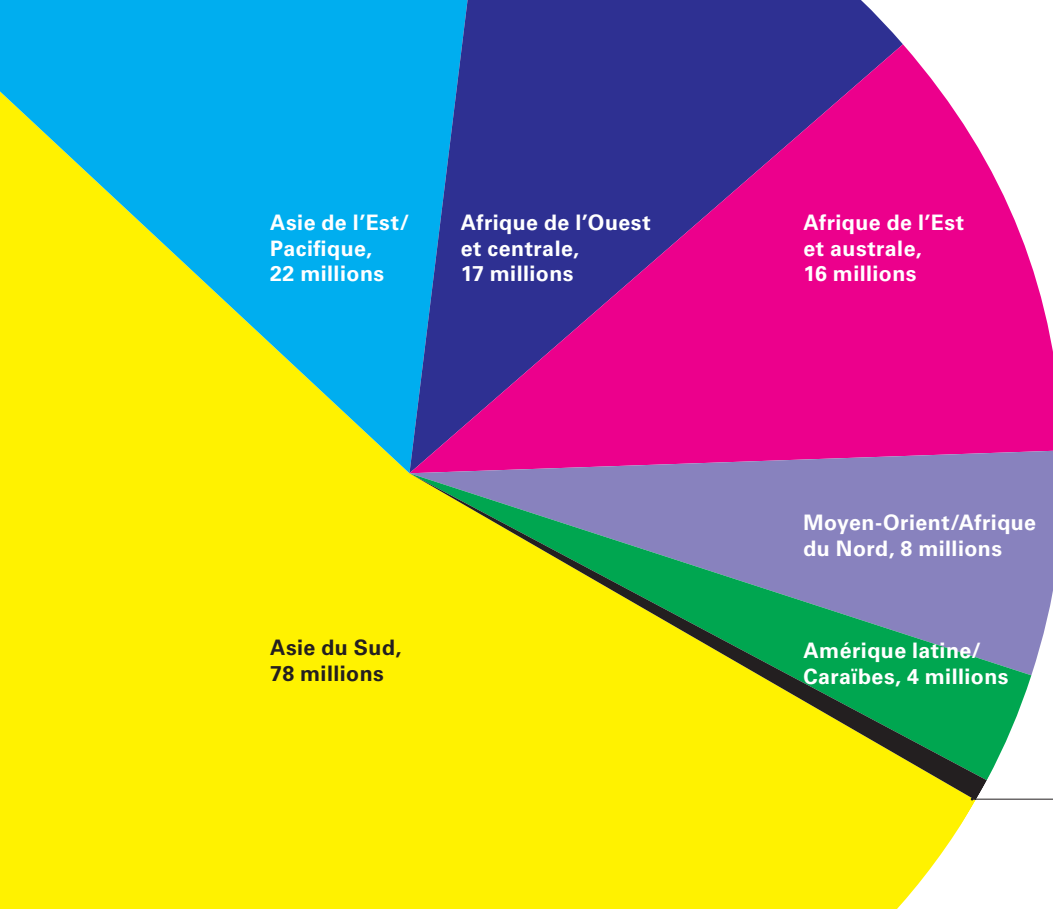 Asie de l’Est/
Pacifique,
22 millions
Afrique de l’Ouest
et centrale,
17 millions
Afrique de l’Est
et australe,
16 millions
Moyen-Orient/Afrique
du Nord, 8 millions
Amérique latine/
Caraïbes, 4 millions
Asie du Sud,
78 millions